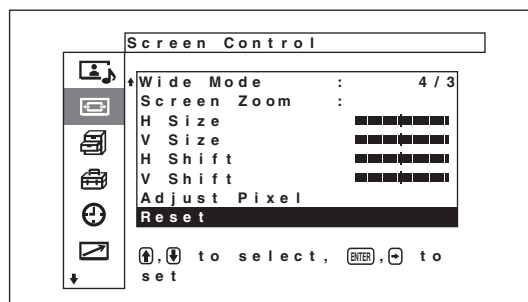 Screen Control
Wide Mode : 4/3
Screen Zoom :
H Size
V Size
H Shift
V Shift
Adjust Pixel
Reset
↑,↓ to select, ENTER,→ to
set